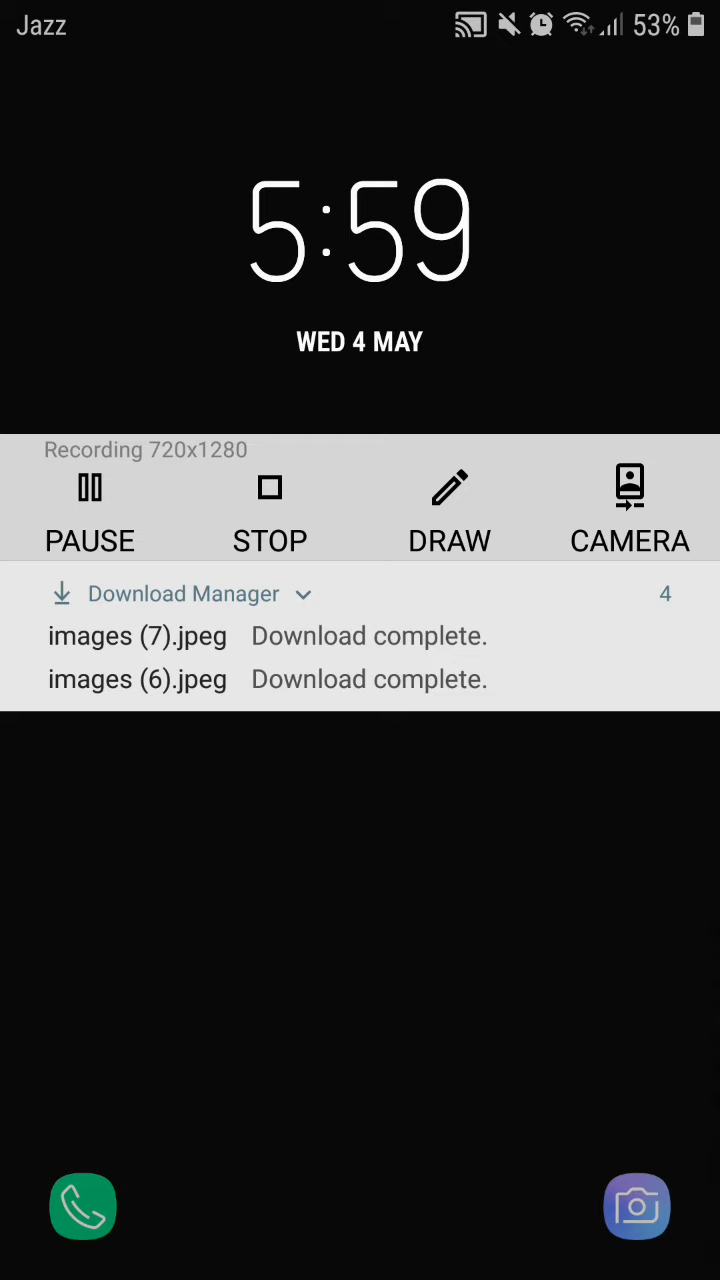 Jazz 53%
5:59
WED 4 MAY
Recording 720x1280
PAUSE STOP DRAW CAMERA
Download Manager 4
images (7).jpeg Download complete.
images (6).jpeg Download complete.